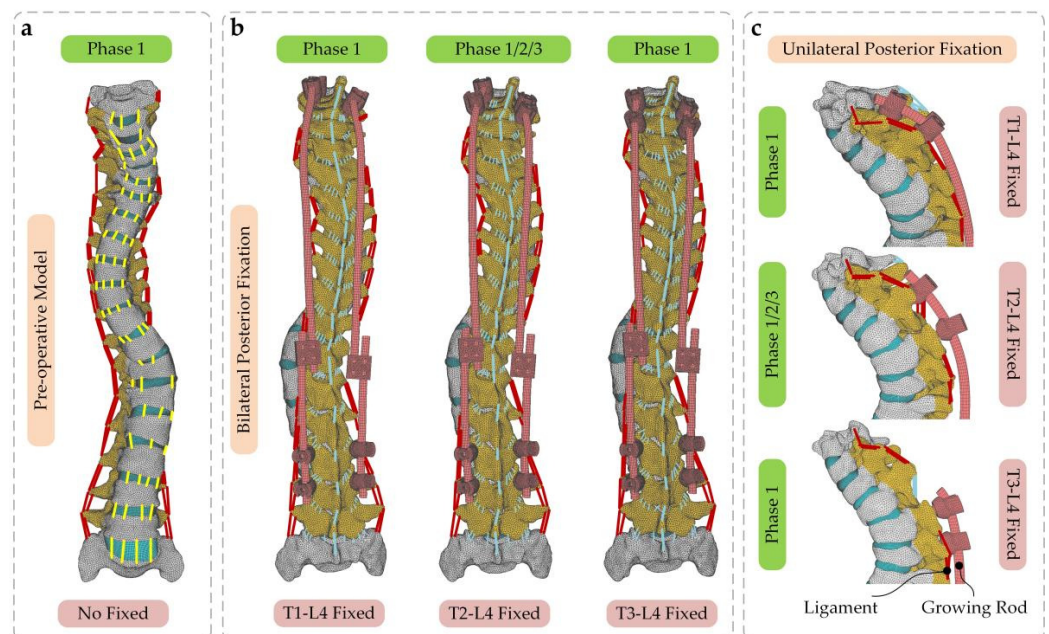 a
Phase 1
Pre-operative Model
No Fixed
b
Phase 1
Phase 1/2/3
Phase 1
Bilateral Posterior Fixation
T1-L4 Fixed
T2-L4 Fixed
T3-L4 Fixed
c
Unilateral Posterior Fixation
Phase 1
T1-L4 Fixed
Phase 1/2/3
T2-L4 Fixed
Phase 1
T3-L4 Fixed
Ligament
Growing Rod